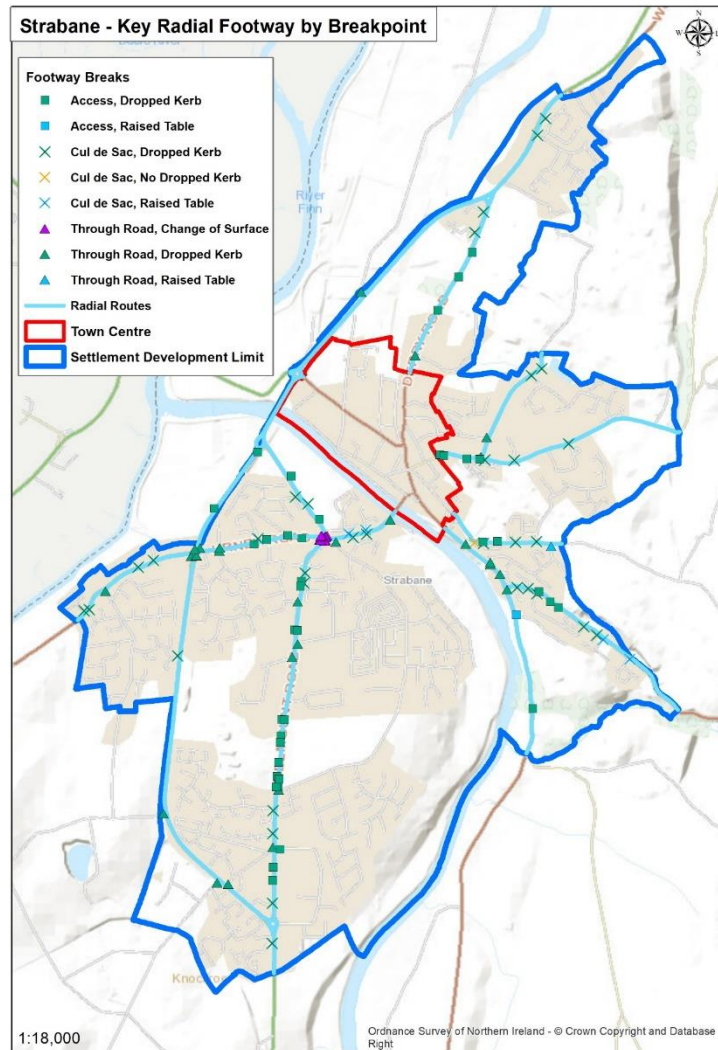 Strabane - Key Radial Footway by Breakpoint
N
W
E
S
Footway Breaks
Access, Dropped Kerb
Access, Raised Table
Cul de Sac, Dropped Kerb
Cul de Sac, No Dropped Kerb
Cul de Sac, Raised Table
Through Road, Change of Surface
Through Road, Dropped Kerb
Through Road, Raised Table
Radial Routes
Town Centre
Settlement Development Limit
River
Finn
Strabane
1:18,000
Ordnance Survey of Northern Ireland - © Crown Copyright and Database
Right